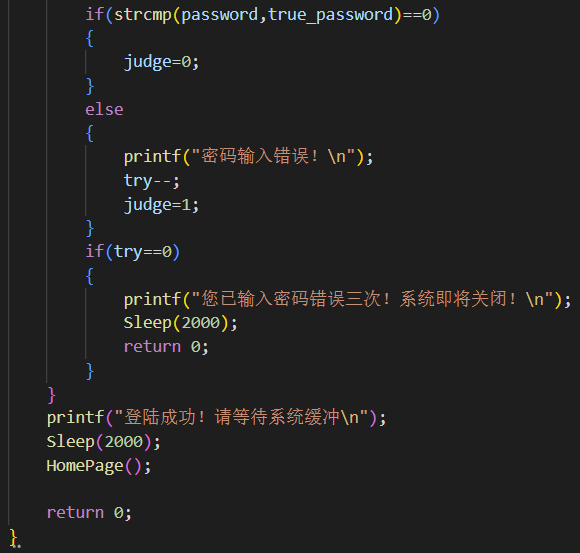 if(strcmp(password,true_password)==0)
{
judge=0;
}
else
{
printf("密码输入错误！\n");
try--;
judge=1;
}
if(try==0)
{
printf("您已输入密码错误三次！系统即将关闭！\n");
Sleep(2000);
return 0;
}
}
printf("登陆成功！请等待系统缓冲\n");
Sleep(2000);
HomePage();
return 0;
}